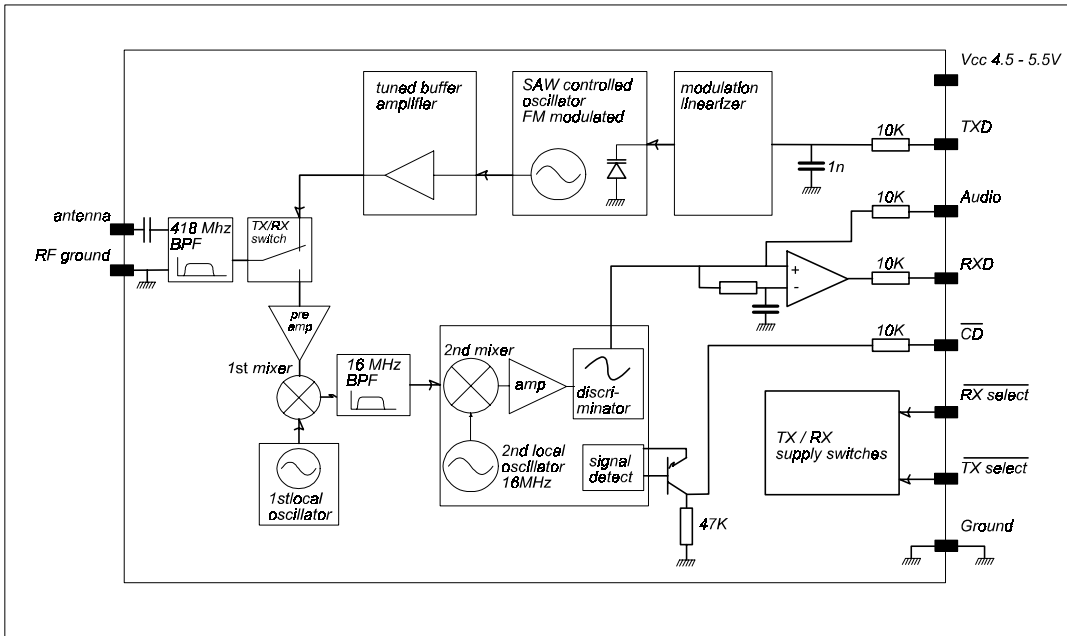 Vcc 4.5 - 5.5V
tuned buffer
amplifier
SAW controlled
oscillator
FM modulated
modulation
linearizer
10K
TXD
1n
10K
Audio
antenna
418 Mhz
BPF
TX/RX
switch
RF ground
+
-
10K
RXD
pre
amp
10K
CD
1st mixer
16 MHz
BPF
2nd mixer
amp
discri-
minator
RX select
TX / RX
supply switches
2nd local
oscillator
16MHz
signal
detect
TX select
1stlocal
oscillator
47K
Ground